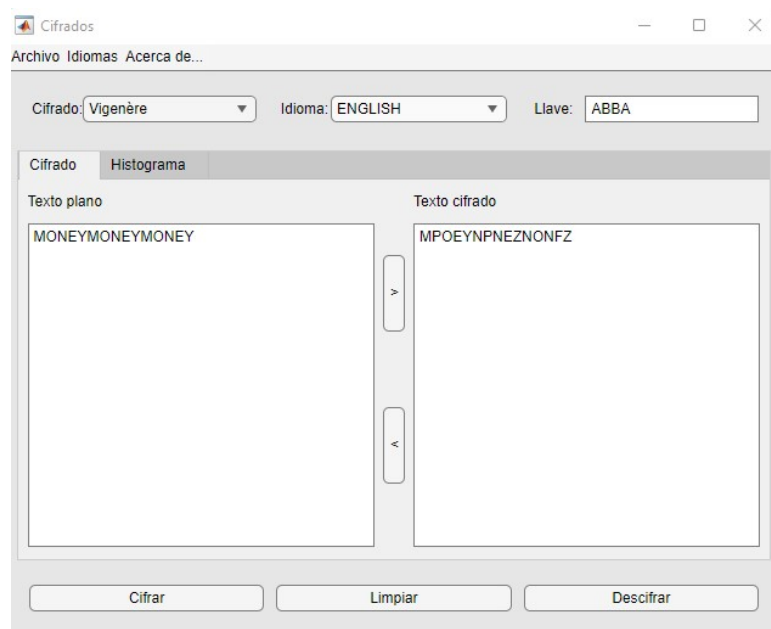 Cifrados
Archivo Idiomas Acerca de...
Cifrado: Vigenère Idioma: ENGLISH Llave: ABBA
Cifrado Histograma
Texto plano Texto cifrado
MONEYMONEYMONEY MPOEYNPNEZNONFZ
>
<
Cifrar Limpiar Descifrar